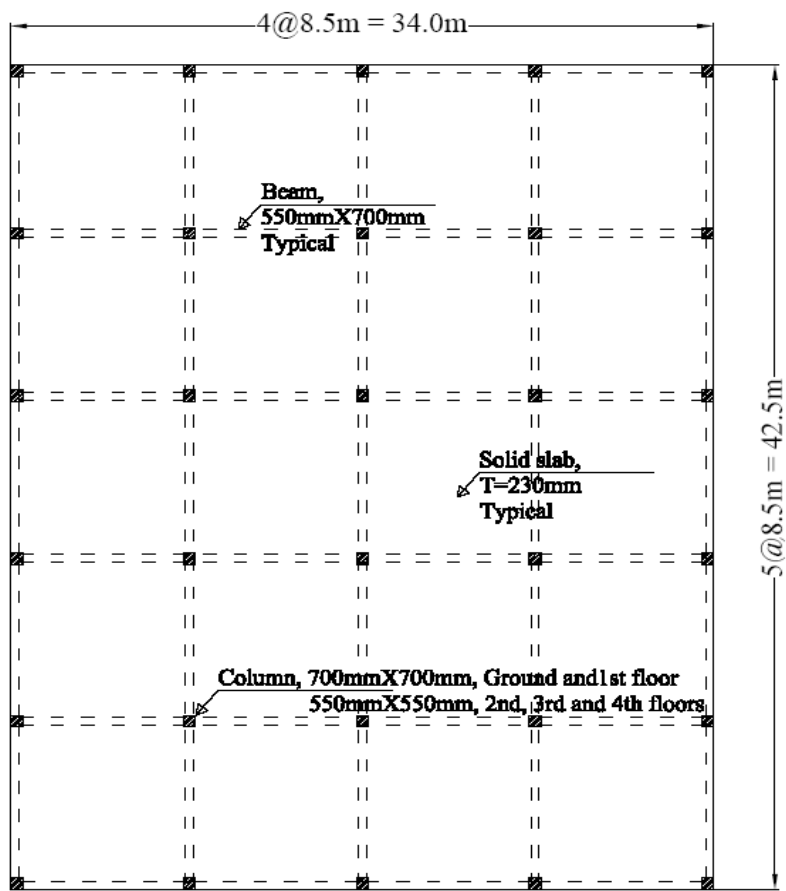 4@8.5m = 34.0m
Beam,
550mmX700mm
Typical
Solid slab,
T=230mm
Typical
5@8.5m = 42.5m
Column, 700mmX700mm, Ground and1st floor
550mmX550mm, 2nd, 3rd and 4th floors